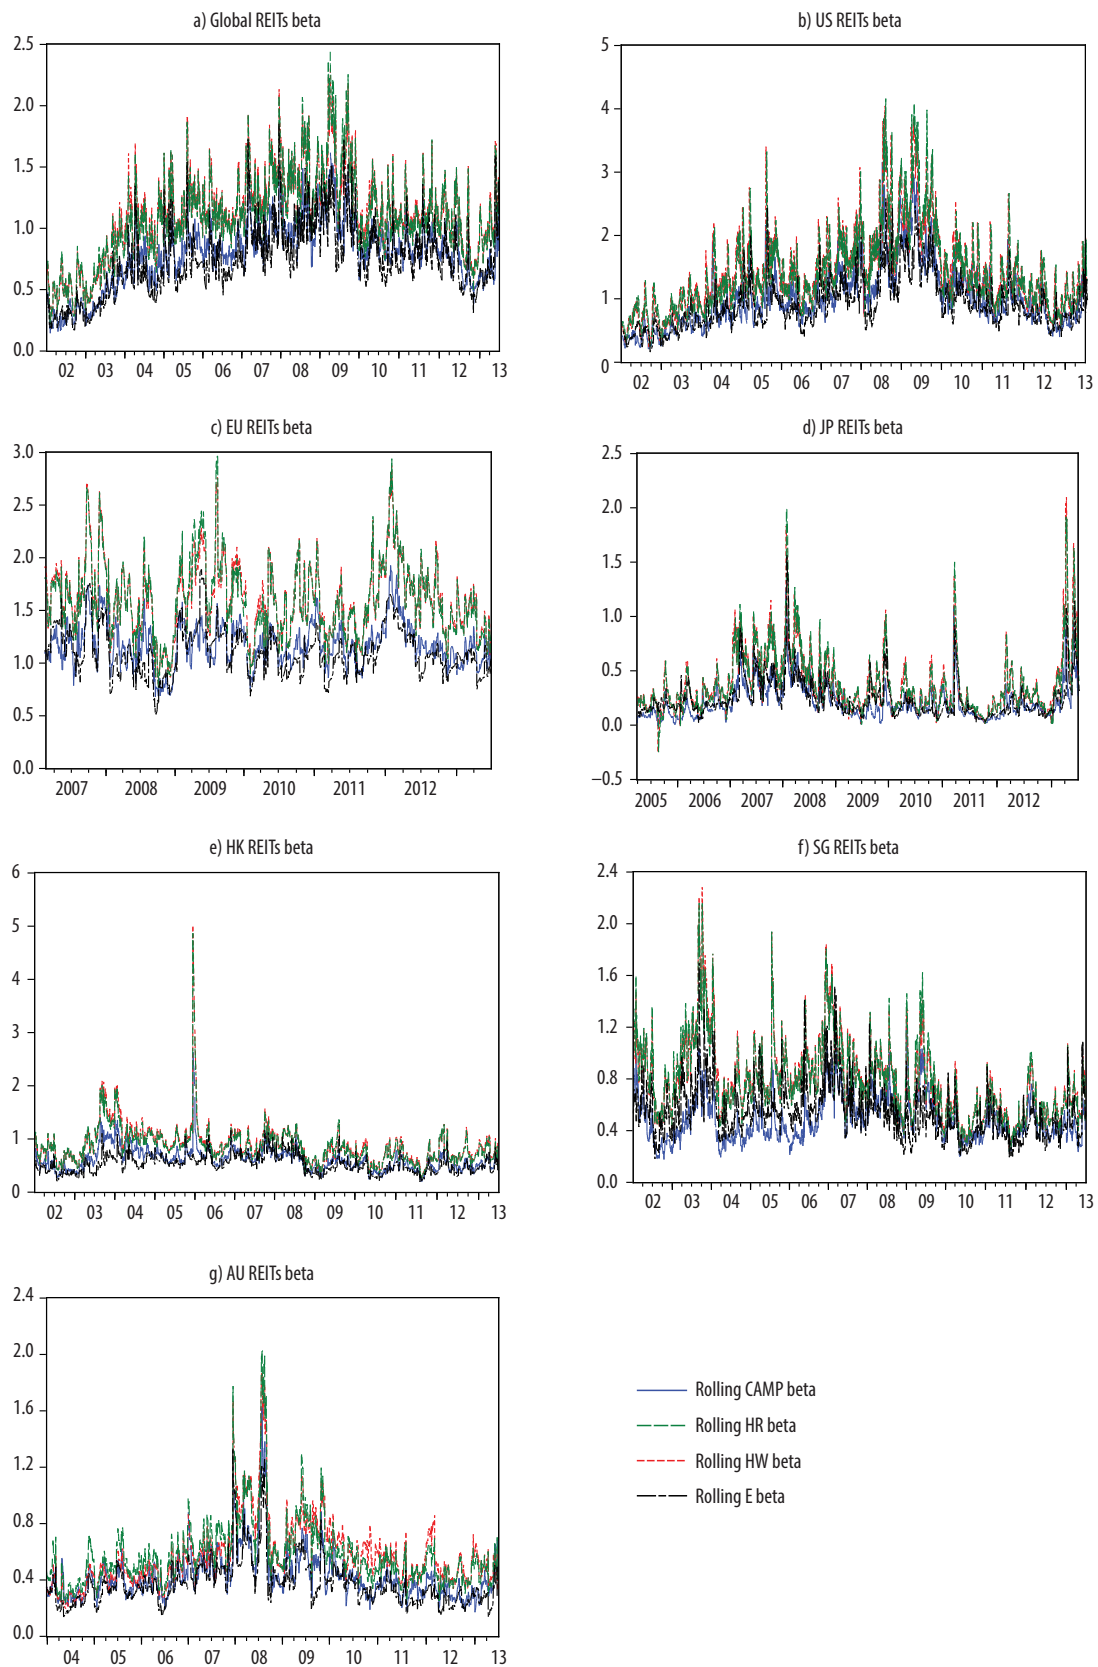 a) Global REITs beta
2.5
2.0
1.5
1.0
0.5
0.0
02 03 04 05 06 07 08 09 10 11 12 13
b) US REITs beta
5
4
3
2
1
0
02 03 04 05 06 07 08 09 10 11 12 13
c) EU REITs beta
3.0
2.5
2.0
1.5
1.0
0.5
0.0
2007 2008 2009 2010 2011 2012
d) JP REITs beta
2.5
2.0
1.5
1.0
0.5
0.0
−0.5
2005 2006 2007 2008 2009 2010 2011 2012
e) HK REITs beta
6
5
4
3
2
1
0
02 03 04 05 06 07 08 09 10 11 12 13
f) SG REITs beta
2.4
2.0
1.6
1.2
0.8
0.4
0.0
02 03 04 05 06 07 08 09 10 11 12 13
g) AU REITs beta
2.4
2.0
1.6
1.2
0.8
0.4
0.0
04 05 06 07 08 09 10 11 12 13
Rolling CAMP beta
Rolling HR beta
Rolling HW beta
Rolling E beta